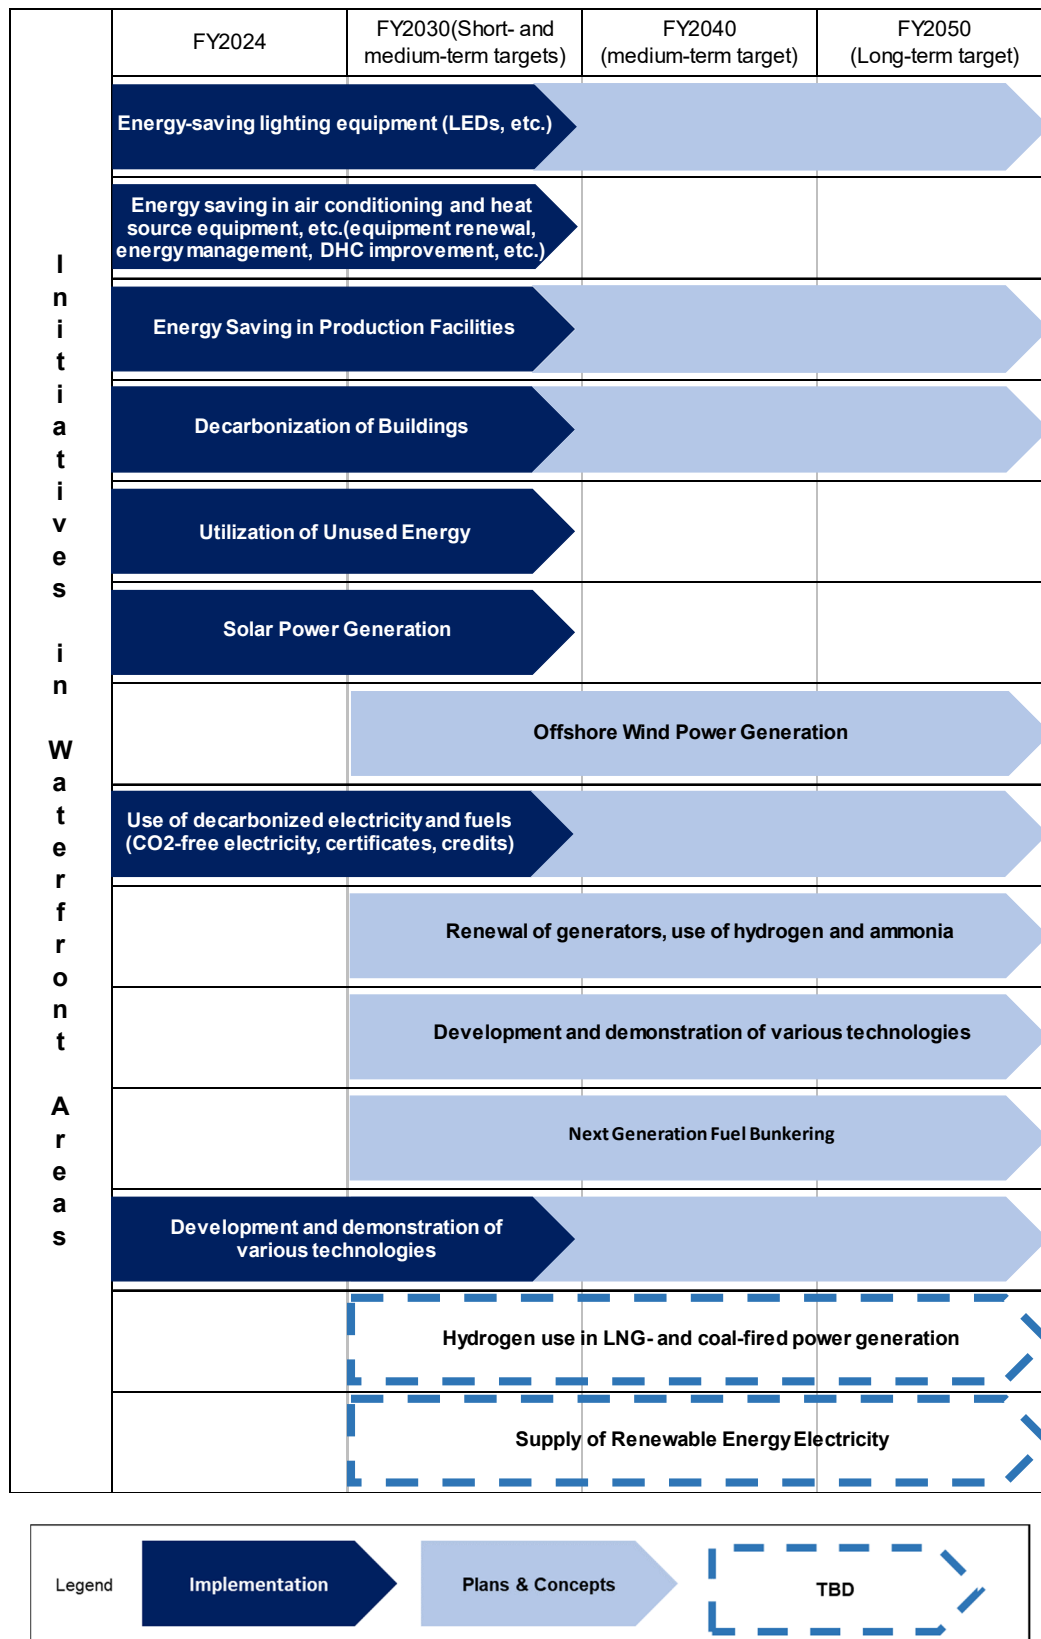 FY2024
FY2030(Short- and
medium-term targets)
FY2040
(medium-term target)
FY2050
(Long-term target)
Initiatives in Waterfront Areas
Energy-saving lighting equipment (LEDs, etc.)
Energy saving in air conditioning and heat
source equipment, etc.(equipment renewal,
energy management, DHC improvement, etc.)
Energy Saving in Production Facilities
Decarbonization of Buildings
Utilization of Unused Energy
Solar Power Generation
Offshore Wind Power Generation
Use of decarbonized electricity and fuels
(CO2-free electricity, certificates, credits)
Renewal of generators, use of hydrogen and ammonia
Development and demonstration of various technologies
Next Generation Fuel Bunkering
Development and demonstration of
various technologies
Hydrogen use in LNG- and coal-fired power generation
Supply of Renewable Energy Electricity
Legend
Implementation
Plans & Concepts
TBD